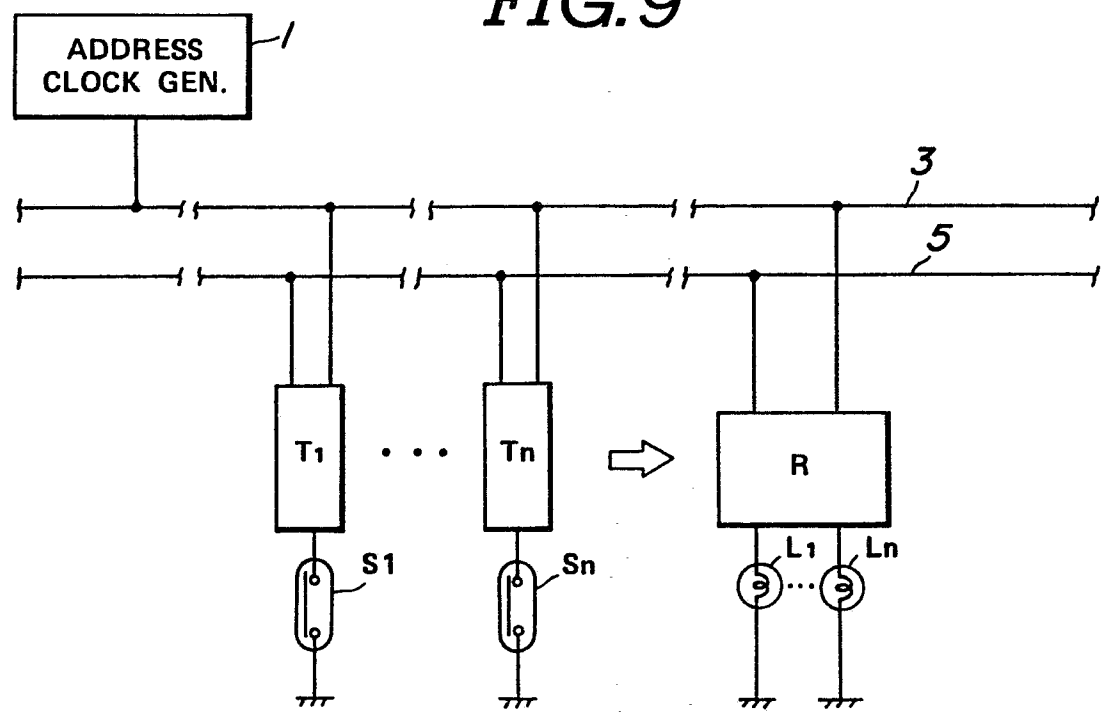 FIG. 9
ADDRESS
CLOCK GEN.
1
3
5
T1
Tn
R
S1
Sn
L1
Ln